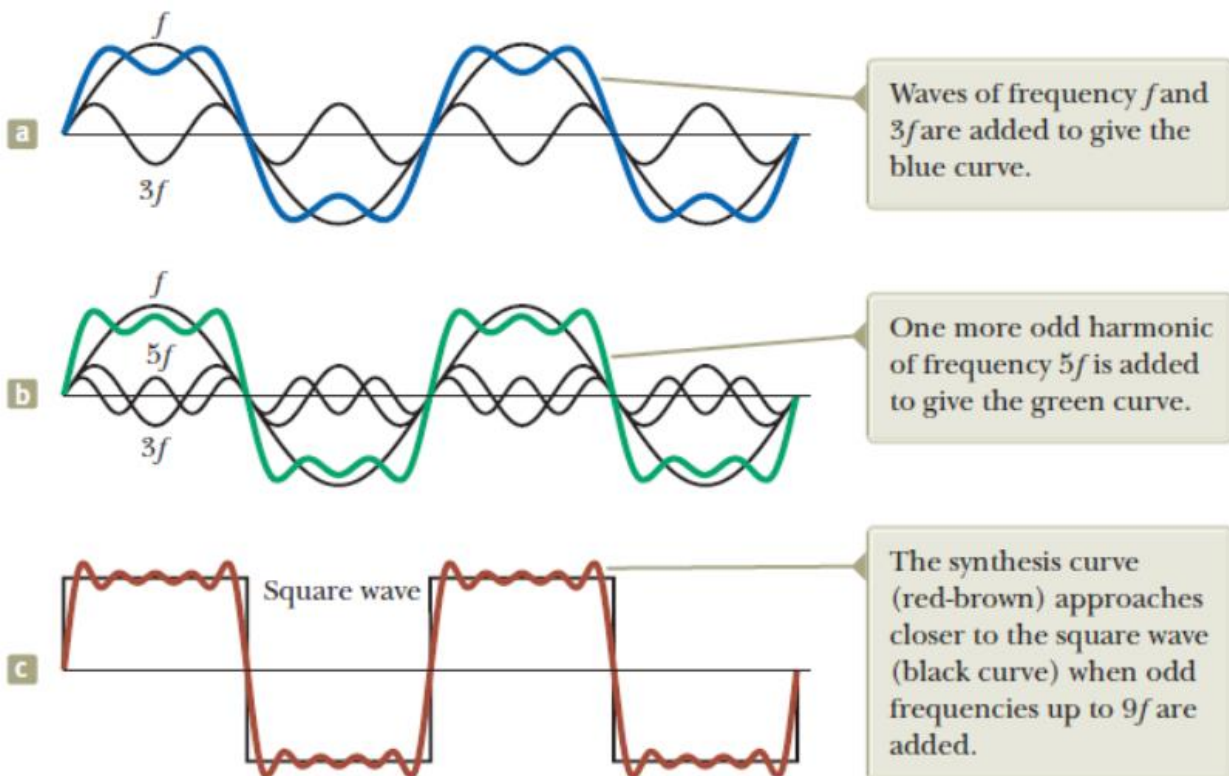 f
a
3f
Waves of frequency f and
3f are added to give the
blue curve.
f
5f
b
3f
One more odd harmonic
of frequency 5f is added
to give the green curve.
Square wave
c
The synthesis curve
(red-brown) approaches
closer to the square wave
(black curve) when odd
frequencies up to 9f are
added.